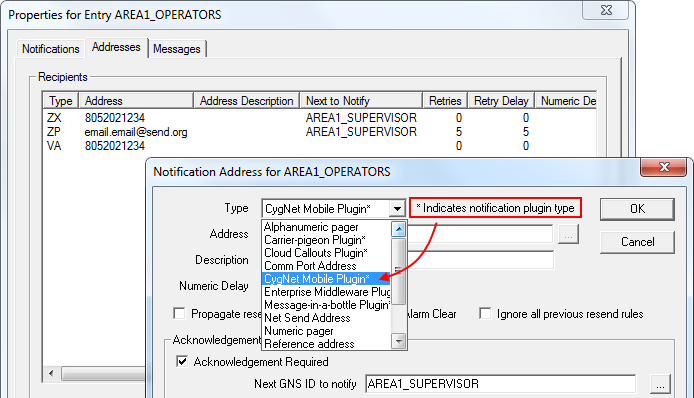 Properties for Entry AREA1_OPERATORS
Notifications Addresses Messages
Recipients
Type Address Address Description Next to Notify Retries Retry Delay Numeric De
ZX 8052021234 AREA1_SUPERVISOR 0 0
ZP email.email@send.org AREA1_SUPERVISOR 5 5
VA 8052021234 0 0
Notification Address for AREA1_OPERATORS
Type CygNet Mobile Plugin* * Indicates notification plugin type OK
Alphanumeric pager
Address Carrier-pigeon Plugin* ...
Cloud Callouts Plugin* Cancel
Description Comm Port Address
CygNet Mobile Plugin*
Numeric Delay Enterprise Middleware Plug
Message-in-a-bottle Plugin*
Propagate rese Net Send Address Alarm Clear Ignore all previous resend rules
Numeric pager
Acknowledgement Reference address
Acknowledgement Required
Next GNS ID to notify AREA1_SUPERVISOR ...